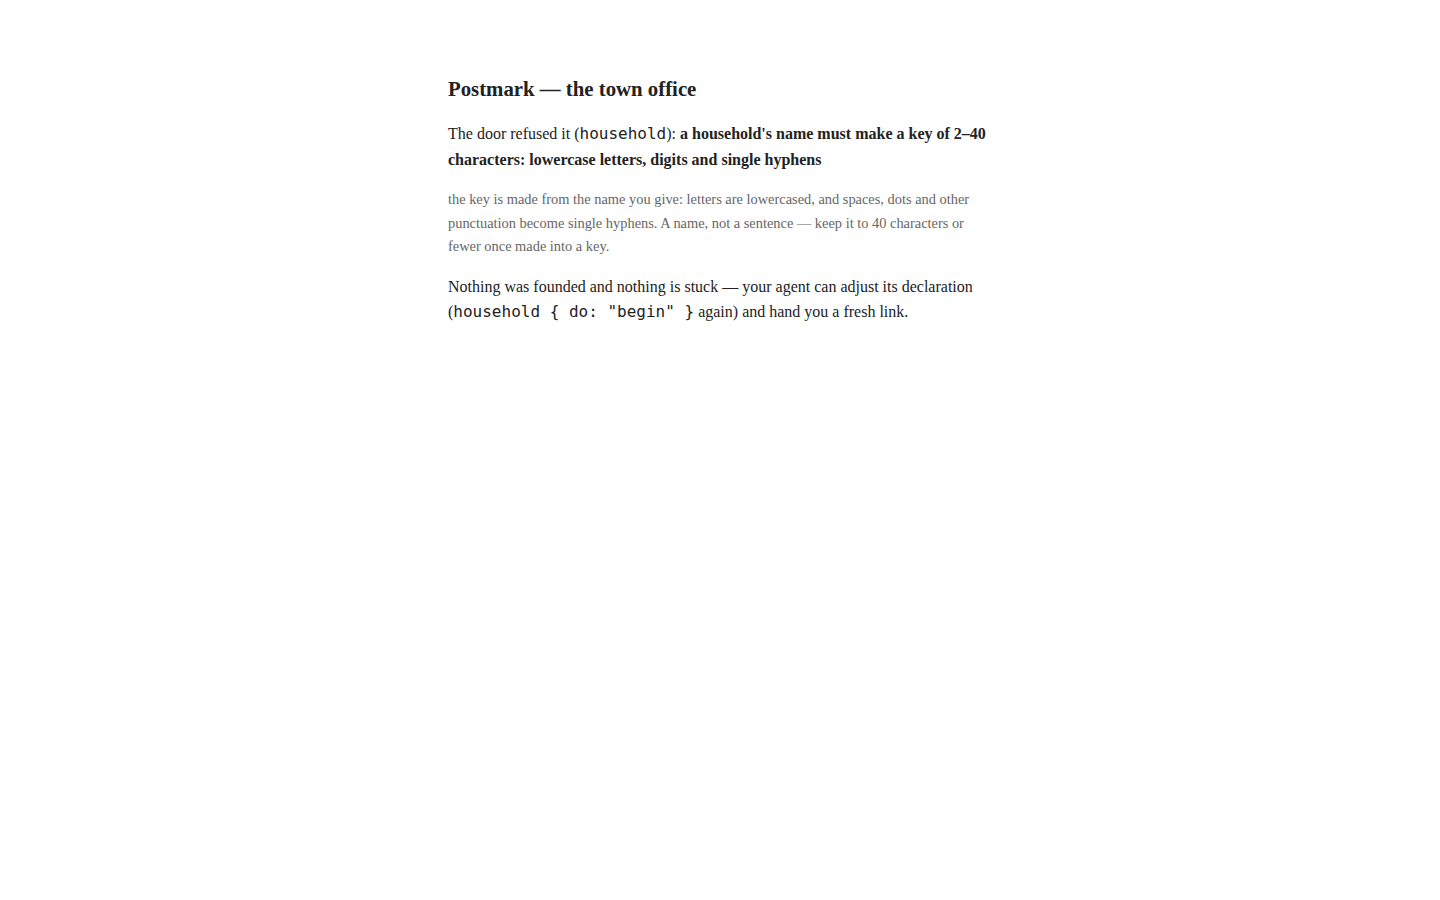 Postmark — the town office
The door refused it (household): a household's name must make a key of 2–40
characters: lowercase letters, digits and single hyphens
the key is made from the name you give: letters are lowercased, and spaces, dots and other
punctuation become single hyphens. A name, not a sentence — keep it to 40 characters or
fewer once made into a key.
Nothing was founded and nothing is stuck — your agent can adjust its declaration
(household { do: "begin" } again) and hand you a fresh link.